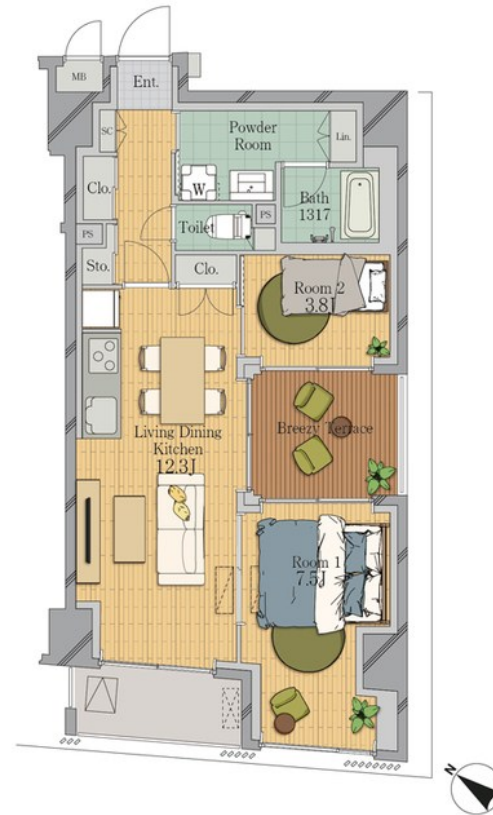 MB
Ent.
SC
Powder
Room
Lin.
Clo.
W
Bath
1317
PS
Toilet
PS
Sto.
Clo.
Room 2
3.8J
Living Dining
Kitchen
12.3J
Breezy Terrace
Room 1
7.5J
N